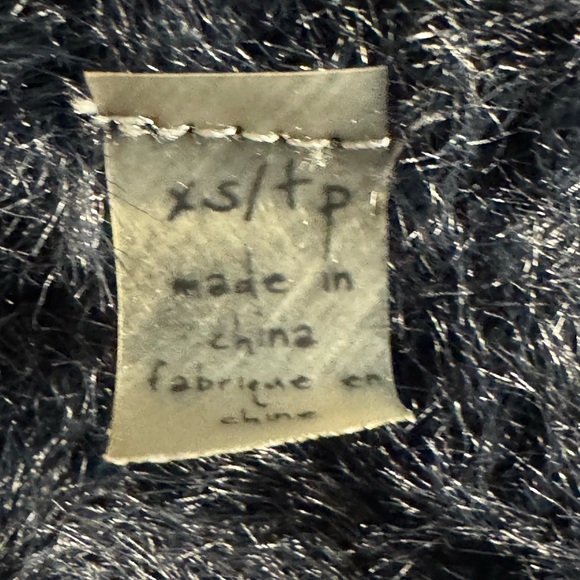 xs/tp
made in
china
fabrique en
chine